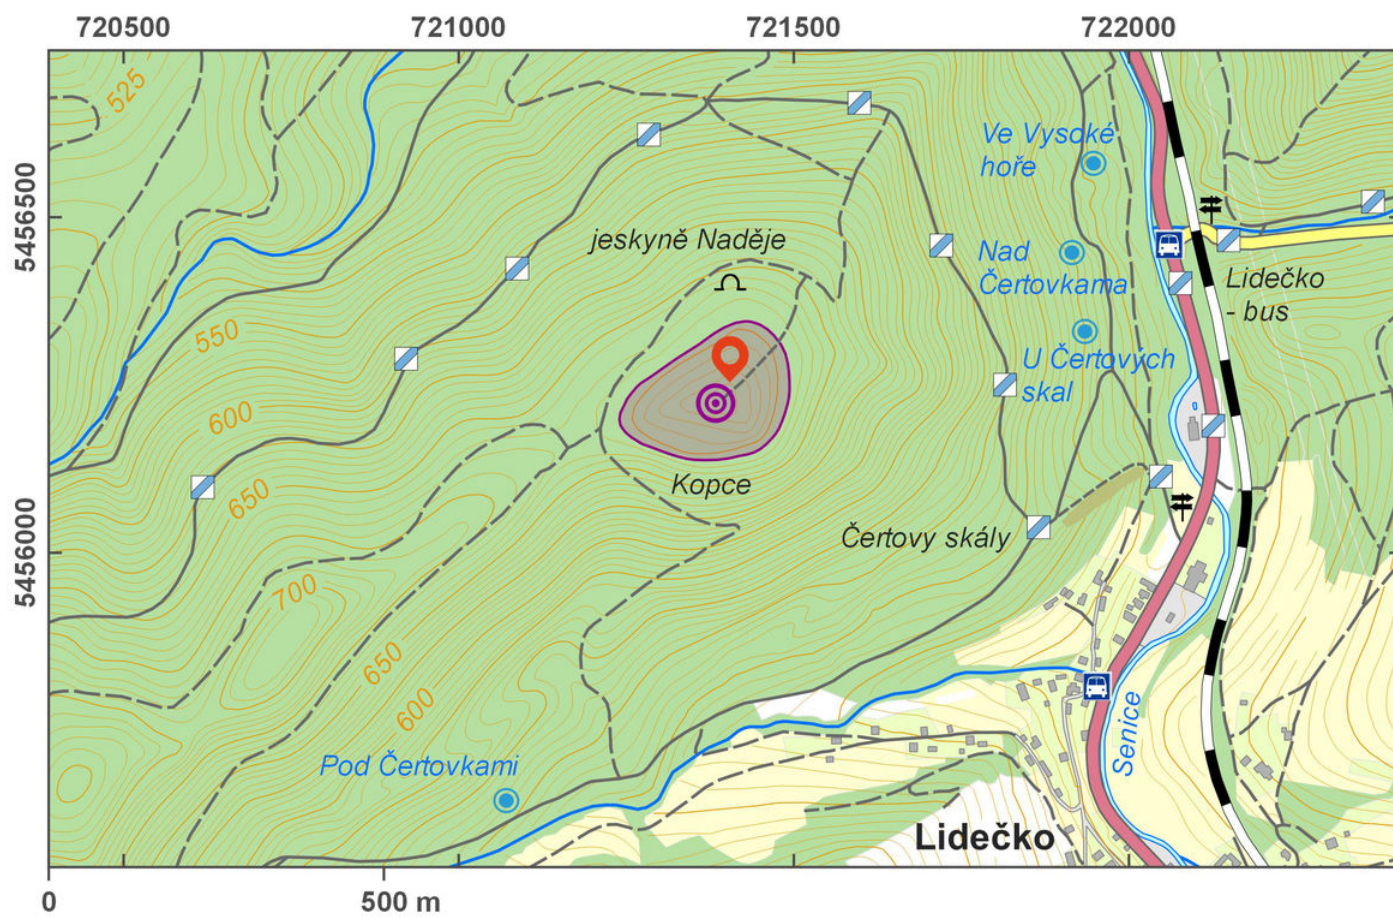 720500
721000
721500
722000
5456500
5456000
525
Ve Vysoké
hoře
jeskyně Naděje
Nad
Čertovkama
Lidečko
- bus
550
U Čertových
skal
600
Kopce
650
Čertovy skály
700
650
600
Senice
Pod Čertovkami
Lidečko
0
500 m